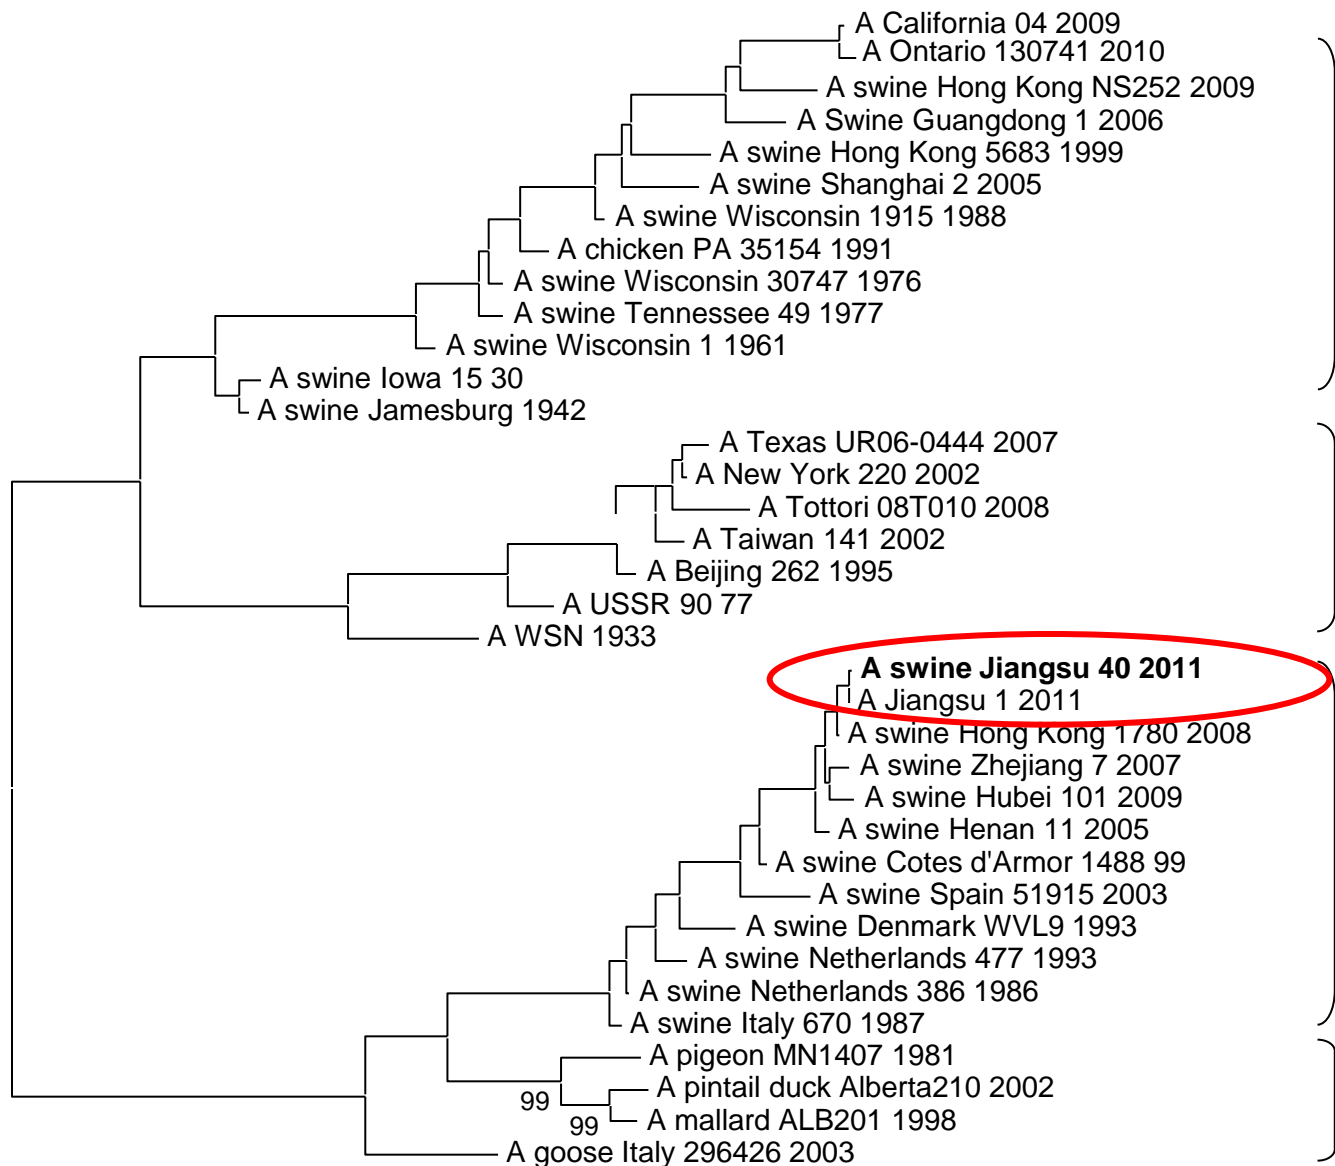 A California 04 2009
A Ontario 130741 2010
A swine Hong Kong NS252 2009
A Swine Guangdong 1 2006
A swine Hong Kong 5683 1999
A swine Shanghai 2 2005
A swine Wisconsin 1915 1988
A chicken PA 35154 1991
A swine Wisconsin 30747 1976
A swine Tennessee 49 1977
A swine Wisconsin 1 1961
A swine Iowa 15 30
A swine Jamesburg 1942
A Texas UR06-0444 2007
A New York 220 2002
A Tottori 08T010 2008
A Taiwan 141 2002
A Beijing 262 1995
A USSR 90 77
A WSN 1933
A swine Jiangsu 40 2011
A Jiangsu 1 2011
A swine Hong Kong 1780 2008
A swine Zhejiang 7 2007
A swine Hubei 101 2009
A swine Henan 11 2005
A swine Cotes d'Armor 1488 99
A swine Spain 51915 2003
A swine Denmark WVL9 1993
A swine Netherlands 477 1993
A swine Netherlands 386 1986
A swine Italy 670 1987
A pigeon MN1407 1981
A pintail duck Alberta210 2002
99
A mallard ALB201 1998
99
A goose Italy 296426 2003